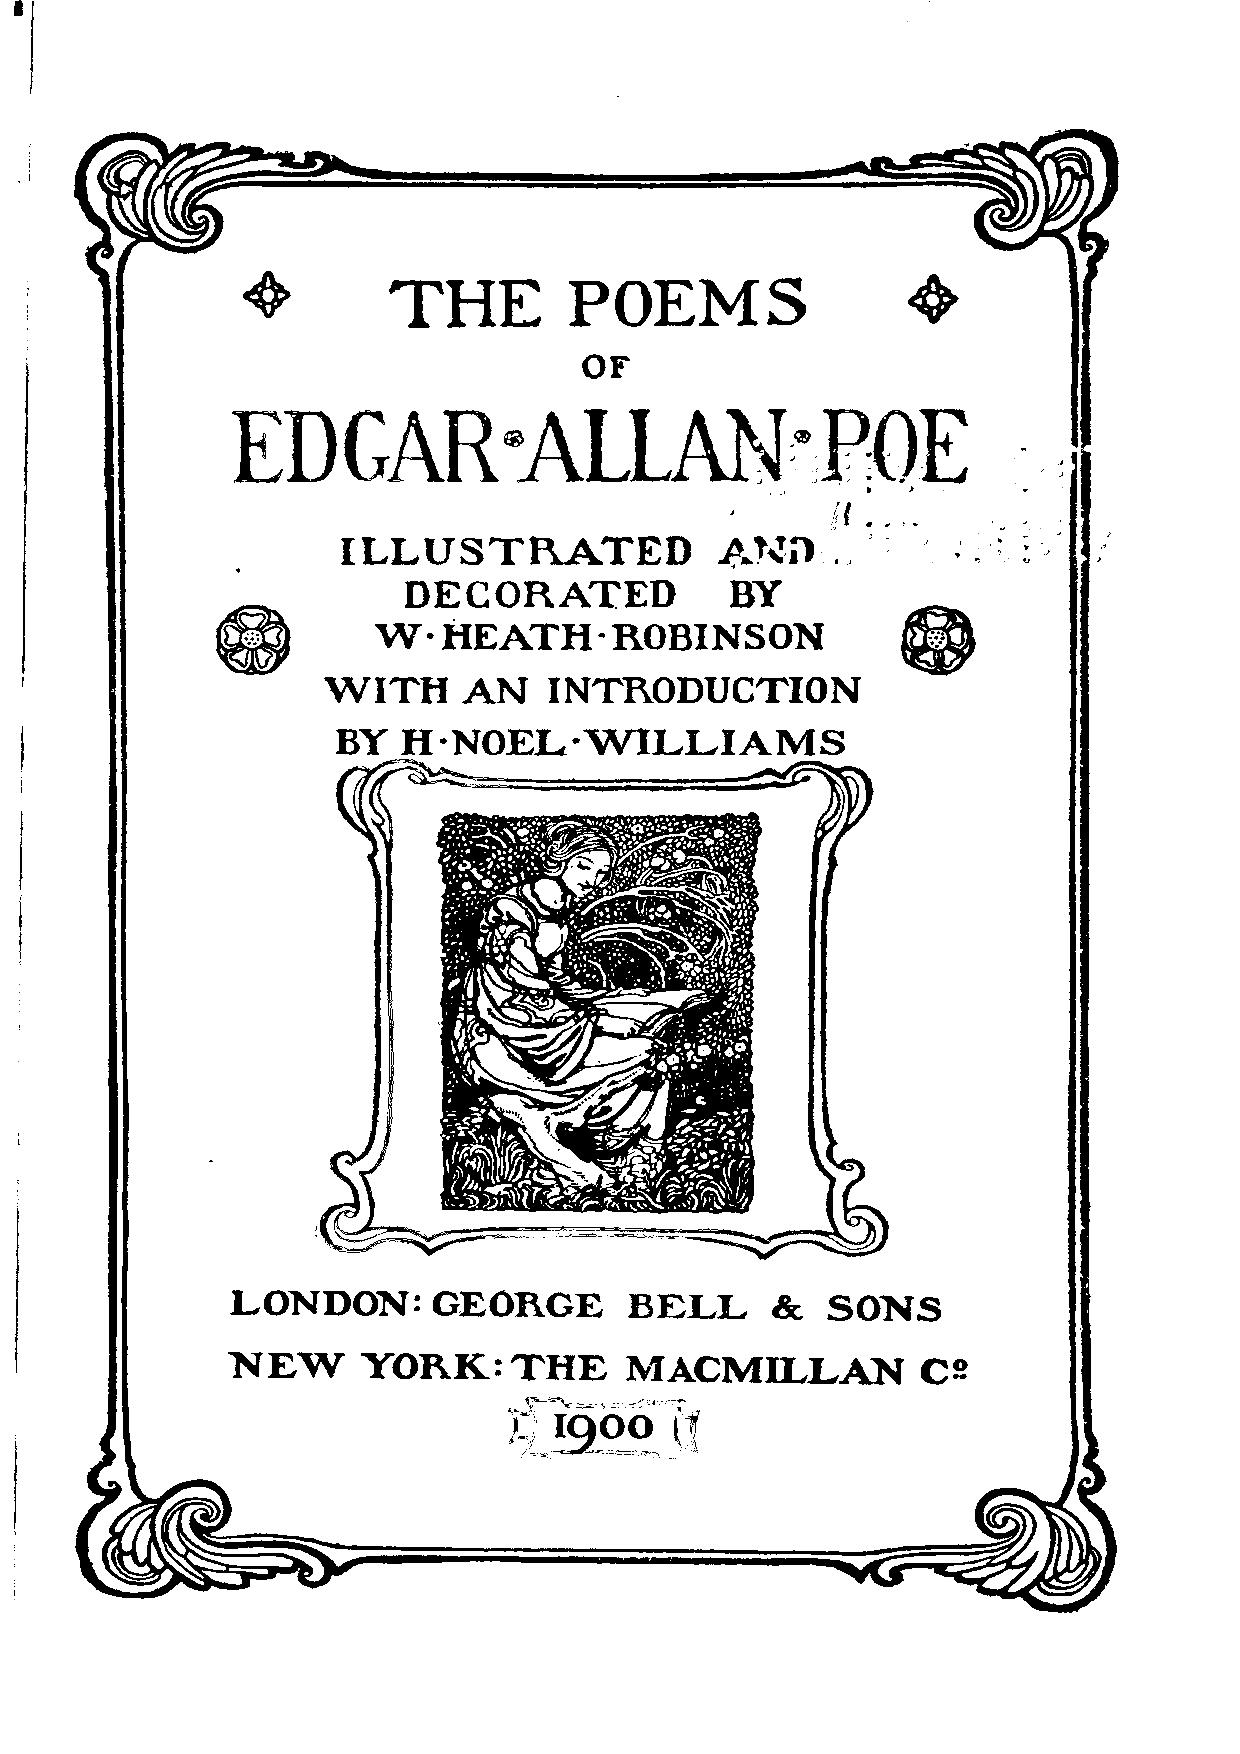 THE POEMS
OF
EDGAR·ALLAN·POE
ILLUSTRATED AND
DECORATED BY
W·HEATH·ROBINSON
WITH AN INTRODUCTION
BY H·NOEL·WILLIAMS
LONDON: GEORGE BELL & SONS
NEW YORK: THE MACMILLAN Cº
1900